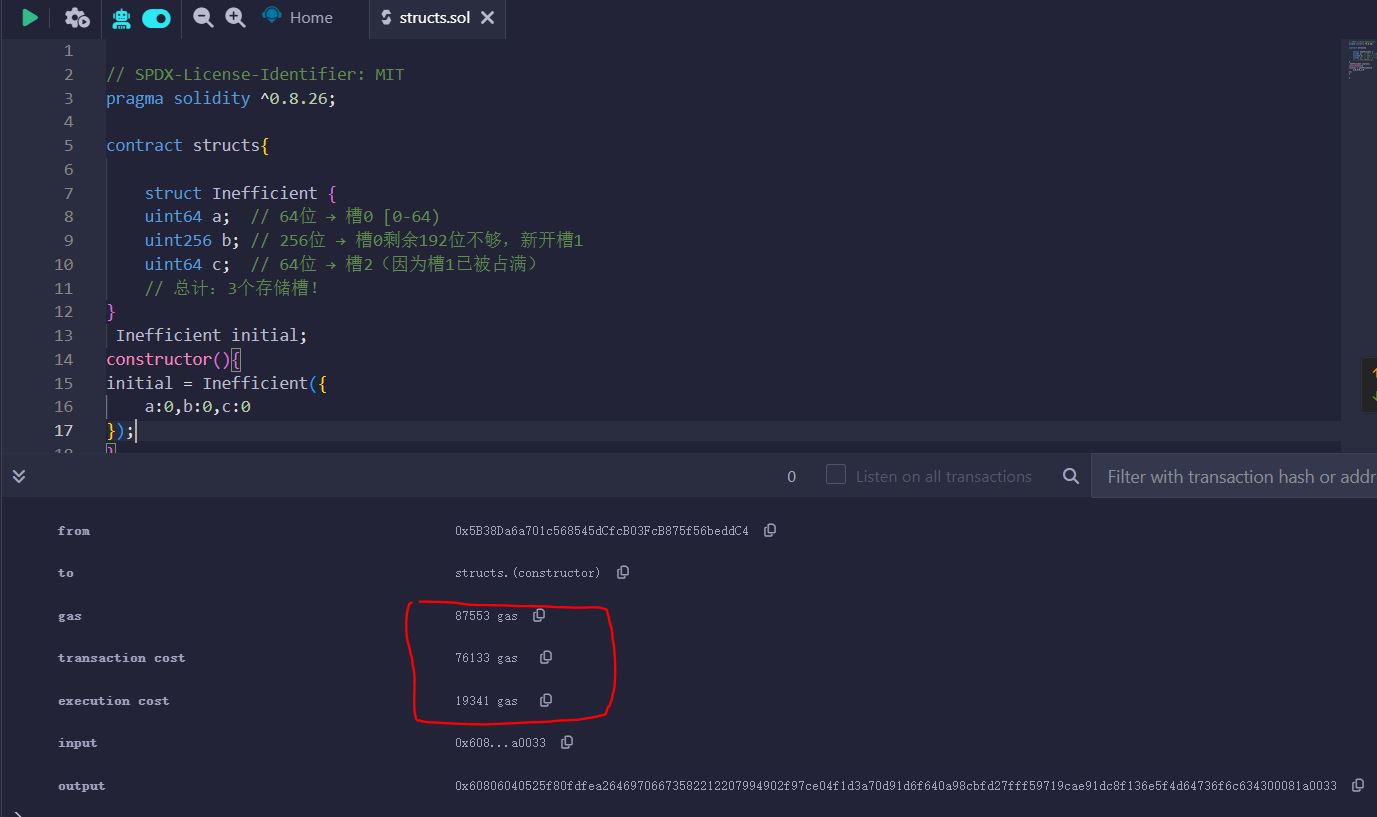 Home
structs.sol
1
2 // SPDX-License-Identifier: MIT
3 pragma solidity ^0.8.26;
4
5 contract structs{
6
7 struct Inefficient {
8 uint64 a; // 64位 → 槽0 [0-64)
9 uint256 b; // 256位 → 槽0剩余192位不够，新开槽1
10 uint64 c; // 64位 → 槽2（因为槽1已被占满）
11 // 总计：3个存储槽！
12 }
13 Inefficient initial;
14 constructor(){
15 initial = Inefficient({
16 a:0,b:0,c:0
17 });
18 }
0 Listen on all transactions Filter with transaction hash or addr
from 0x5B38Da6a701c568545dCfcB03FcB875f56beddC4
to structs.(constructor)
gas 87553 gas
transaction cost 76133 gas
execution cost 19341 gas
input 0x608...a0033
output 0x60806040525f80fdfea26469706673582212207994902f97ce04f1d3a70d91d6f640a98cbfd27fff59719cae91dc8f136e5f4d64736f6c634300081a0033